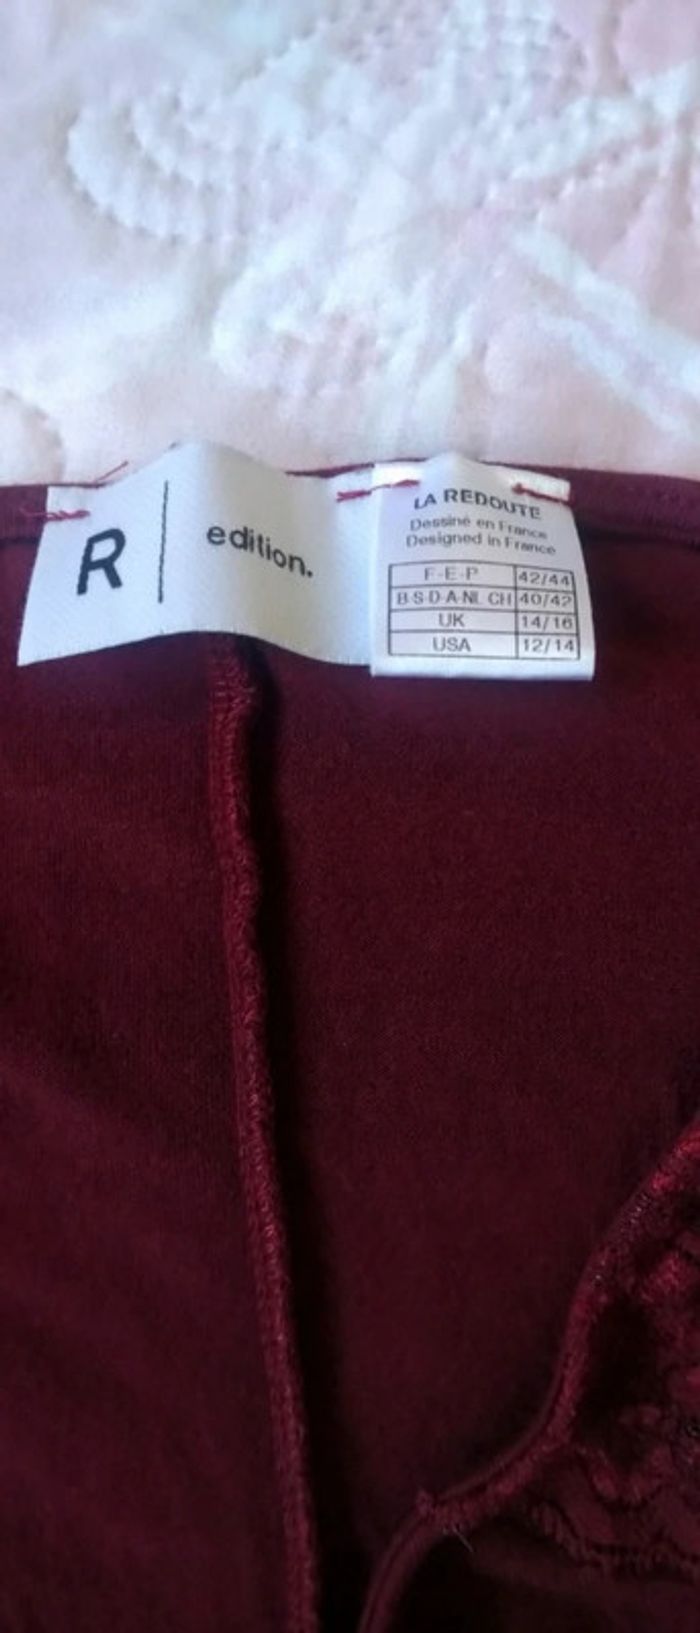 R | edition.
LA REDOUTE
Dessiné en France
Designed in France
F-E-P 42/44
B-S-D-A-NL CH 40/42
UK 14/16
USA 12/14